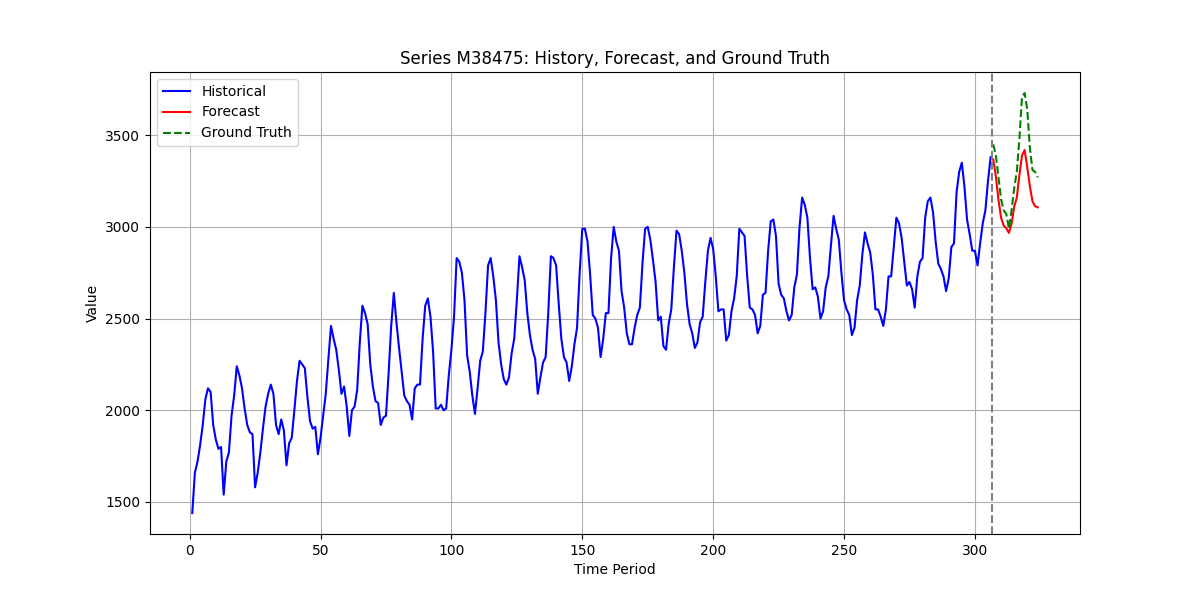 Series M38475: History, Forecast, and Ground Truth
Historical
Forecast
Ground Truth
Value
3500
3000
2500
2000
1500
0 50 100 150 200 250 300
Time Period